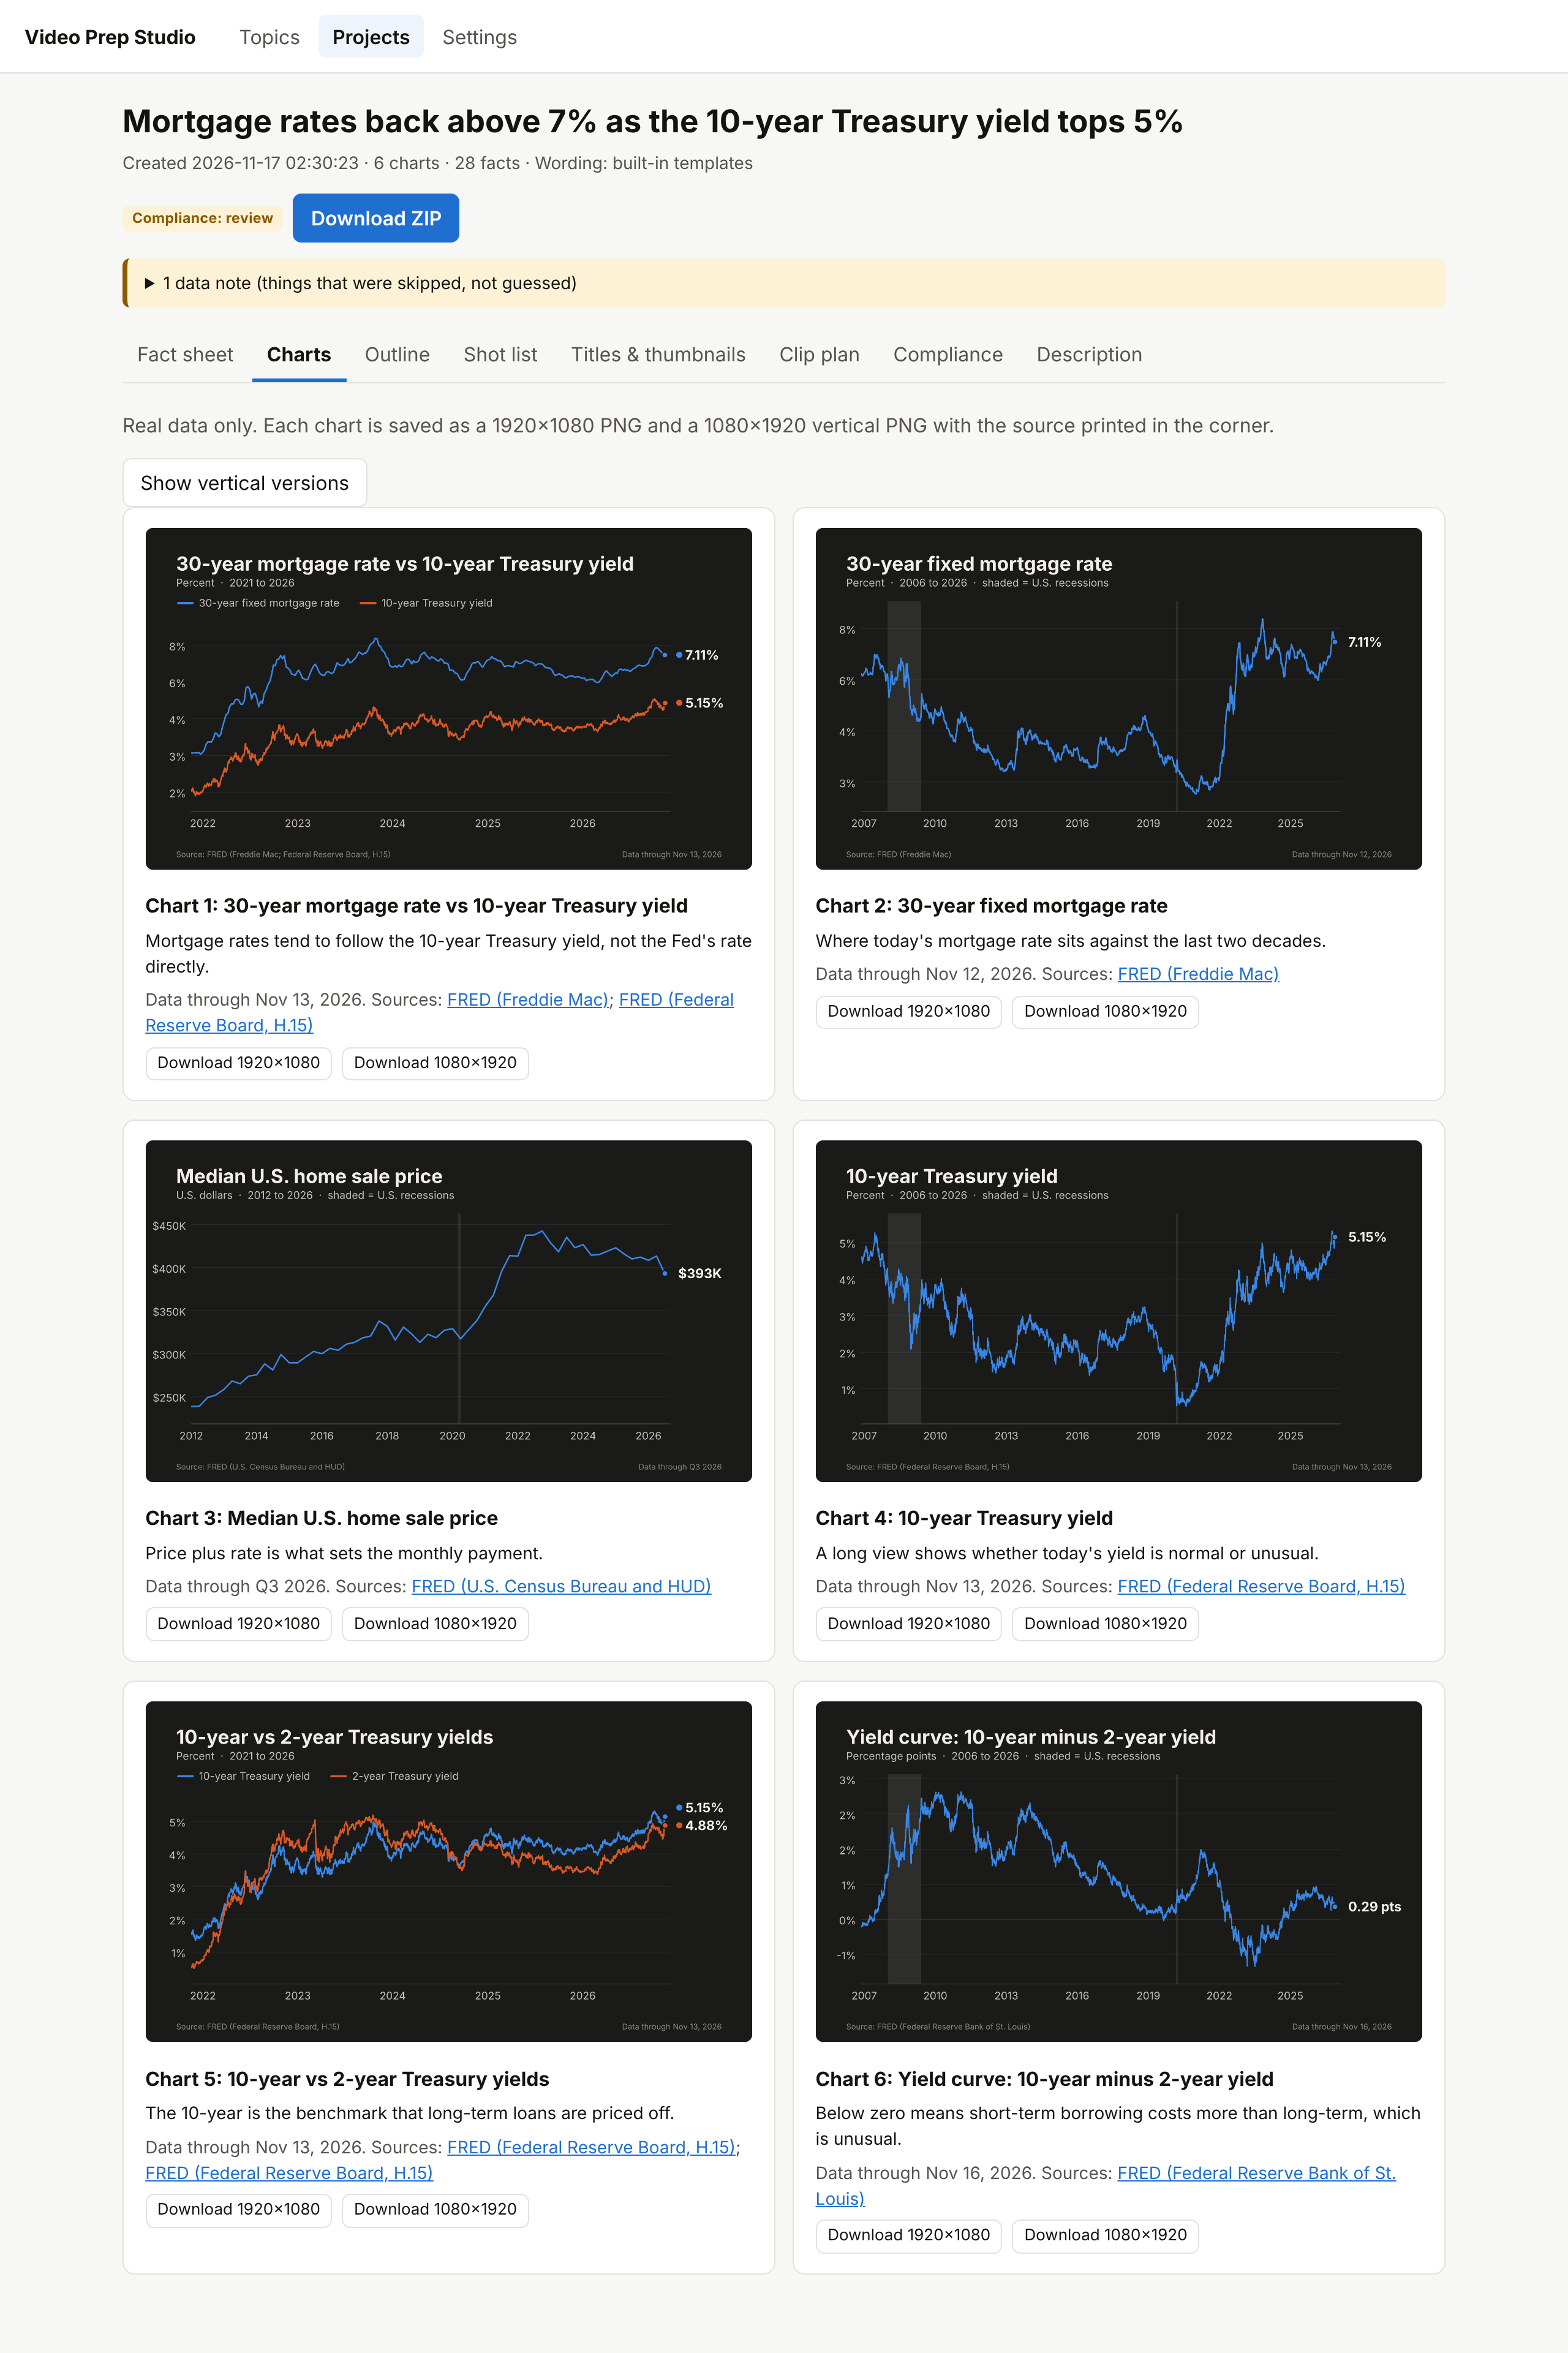 Video Prep Studio
Topics
Projects
Settings
Mortgage rates back above 7% as the 10-year Treasury yield tops 5%
Created 2026-11-17 02:30:23 · 6 charts · 28 facts · Wording: built-in templates
Compliance: review
Download ZIP
1 data note (things that were skipped, not guessed)
Fact sheet
Charts
Outline
Shot list
Titles & thumbnails
Clip plan
Compliance
Description
Real data only. Each chart is saved as a 1920×1080 PNG and a 1080×1920 vertical PNG with the source printed in the corner.
Show vertical versions
30-year mortgage rate vs 10-year Treasury yield
Percent · 2021 to 2026
30-year fixed mortgage rate
10-year Treasury yield
8%
6%
4%
3%
2%
7.11%
5.15%
2022
2023
2024
2025
2026
Source: FRED (Freddie Mac; Federal Reserve Board, H.15)
Data through Nov 13, 2026
Chart 1: 30-year mortgage rate vs 10-year Treasury yield
Mortgage rates tend to follow the 10-year Treasury yield, not the Fed's rate
directly.
Data through Nov 13, 2026. Sources: FRED (Freddie Mac); FRED (Federal
Reserve Board, H.15)
Download 1920×1080
Download 1080×1920
30-year fixed mortgage rate
Percent · 2006 to 2026 · shaded = U.S. recessions
8%
6%
4%
3%
7.11%
2007
2010
2013
2016
2019
2022
2025
Source: FRED (Freddie Mac)
Data through Nov 12, 2026
Chart 2: 30-year fixed mortgage rate
Where today's mortgage rate sits against the last two decades.
Data through Nov 12, 2026. Sources: FRED (Freddie Mac)
Download 1920×1080
Download 1080×1920
Median U.S. home sale price
U.S. dollars · 2012 to 2026 · shaded = U.S. recessions
$450K
$400K
$350K
$300K
$250K
$393K
2012
2014
2016
2018
2020
2022
2024
2026
Source: FRED (U.S. Census Bureau and HUD)
Data through Q3 2026
Chart 3: Median U.S. home sale price
Price plus rate is what sets the monthly payment.
Data through Q3 2026. Sources: FRED (U.S. Census Bureau and HUD)
Download 1920×1080
Download 1080×1920
10-year Treasury yield
Percent · 2006 to 2026 · shaded = U.S. recessions
5%
4%
3%
2%
1%
5.15%
2007
2010
2013
2016
2019
2022
2025
Source: FRED (Federal Reserve Board, H.15)
Data through Nov 13, 2026
Chart 4: 10-year Treasury yield
A long view shows whether today's yield is normal or unusual.
Data through Nov 13, 2026. Sources: FRED (Federal Reserve Board, H.15)
Download 1920×1080
Download 1080×1920
10-year vs 2-year Treasury yields
Percent · 2021 to 2026
10-year Treasury yield
2-year Treasury yield
5%
4%
3%
2%
1%
5.15%
4.88%
2022
2023
2024
2025
2026
Source: FRED (Federal Reserve Board, H.15)
Data through Nov 13, 2026
Chart 5: 10-year vs 2-year Treasury yields
The 10-year is the benchmark that long-term loans are priced off.
Data through Nov 13, 2026. Sources: FRED (Federal Reserve Board, H.15);
FRED (Federal Reserve Board, H.15)
Download 1920×1080
Download 1080×1920
Yield curve: 10-year minus 2-year yield
Percentage points · 2006 to 2026 · shaded = U.S. recessions
3%
2%
2%
1%
0%
-1%
0.29 pts
2007
2010
2013
2016
2019
2022
2025
Source: FRED (Federal Reserve Bank of St. Louis)
Data through Nov 16, 2026
Chart 6: Yield curve: 10-year minus 2-year yield
Below zero means short-term borrowing costs more than long-term, which
is unusual.
Data through Nov 16, 2026. Sources: FRED (Federal Reserve Bank of St.
Louis)
Download 1920×1080
Download 1080×1920